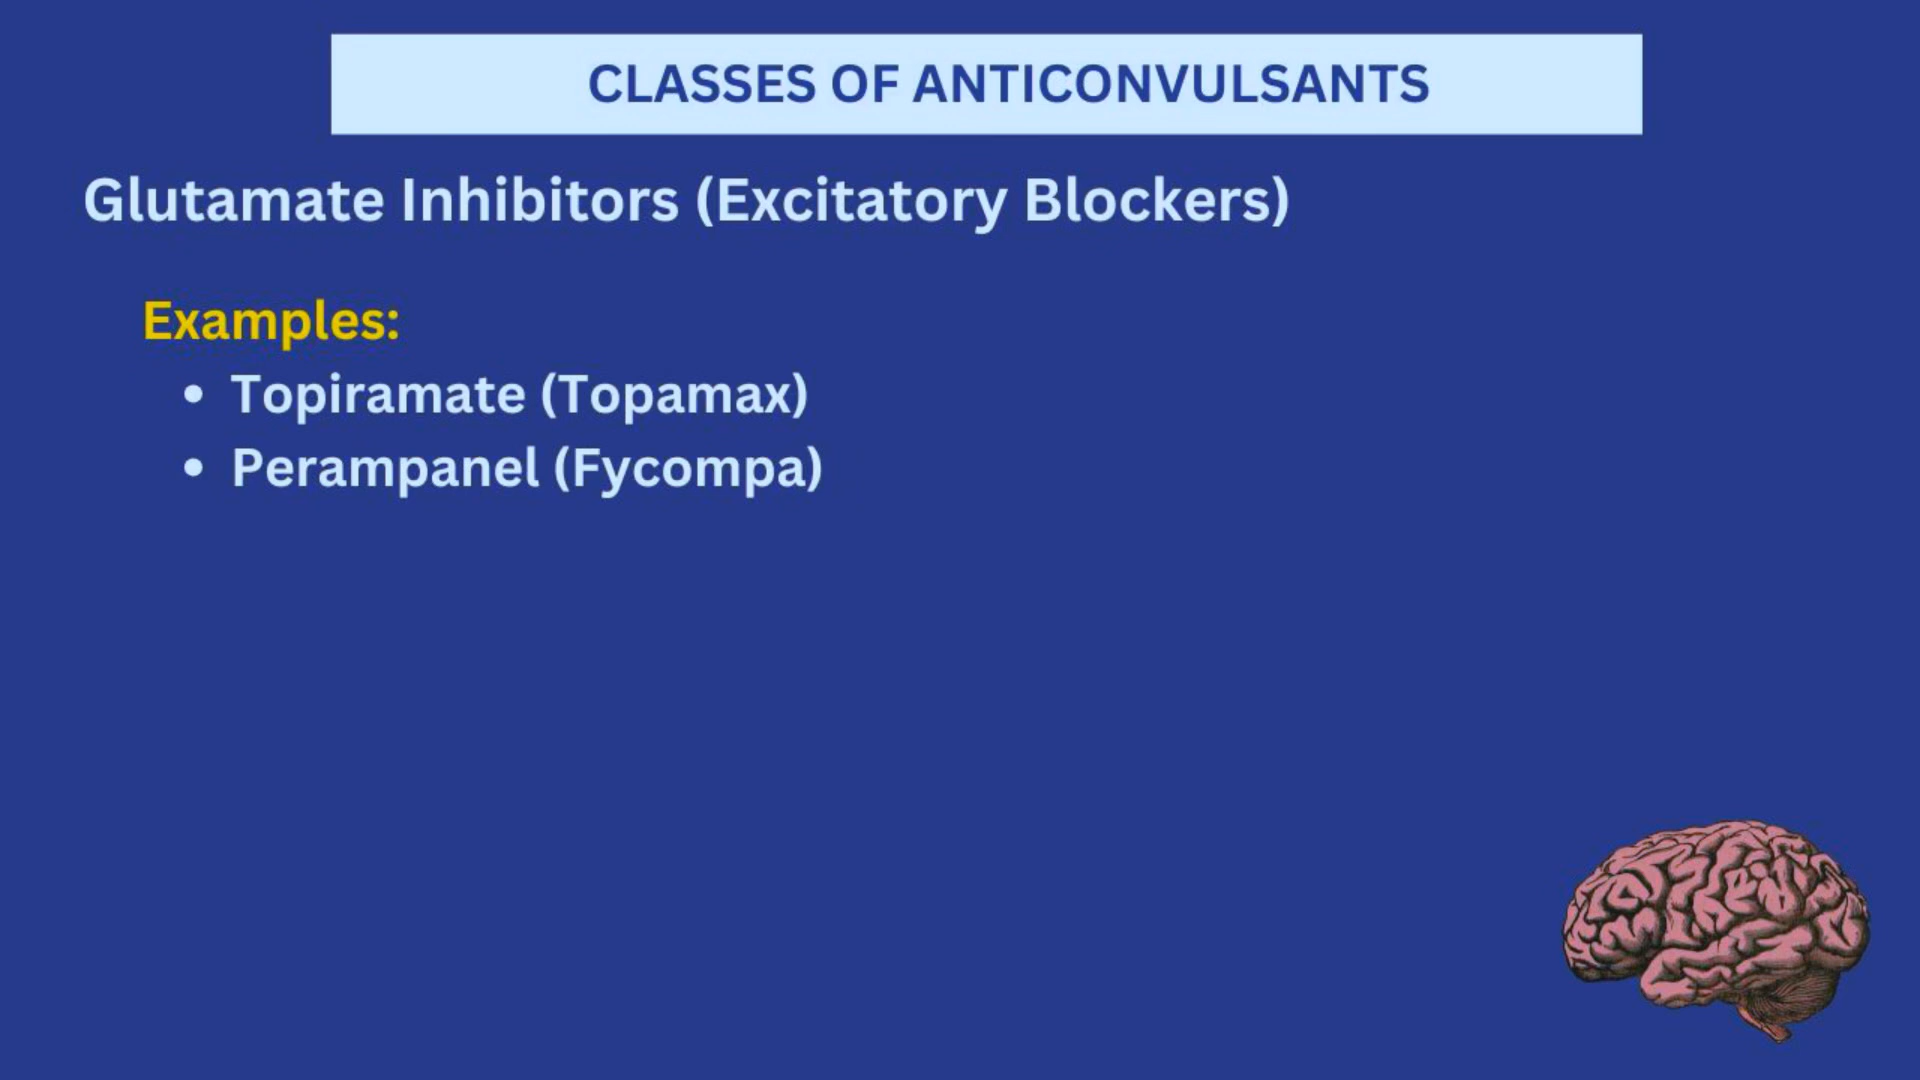 CLASSES OF ANTICONVULSANTS
Glutamate Inhibitors (Excitatory Blockers)
Examples:
• Topiramate (Topamax)
• Perampanel (Fycompa)